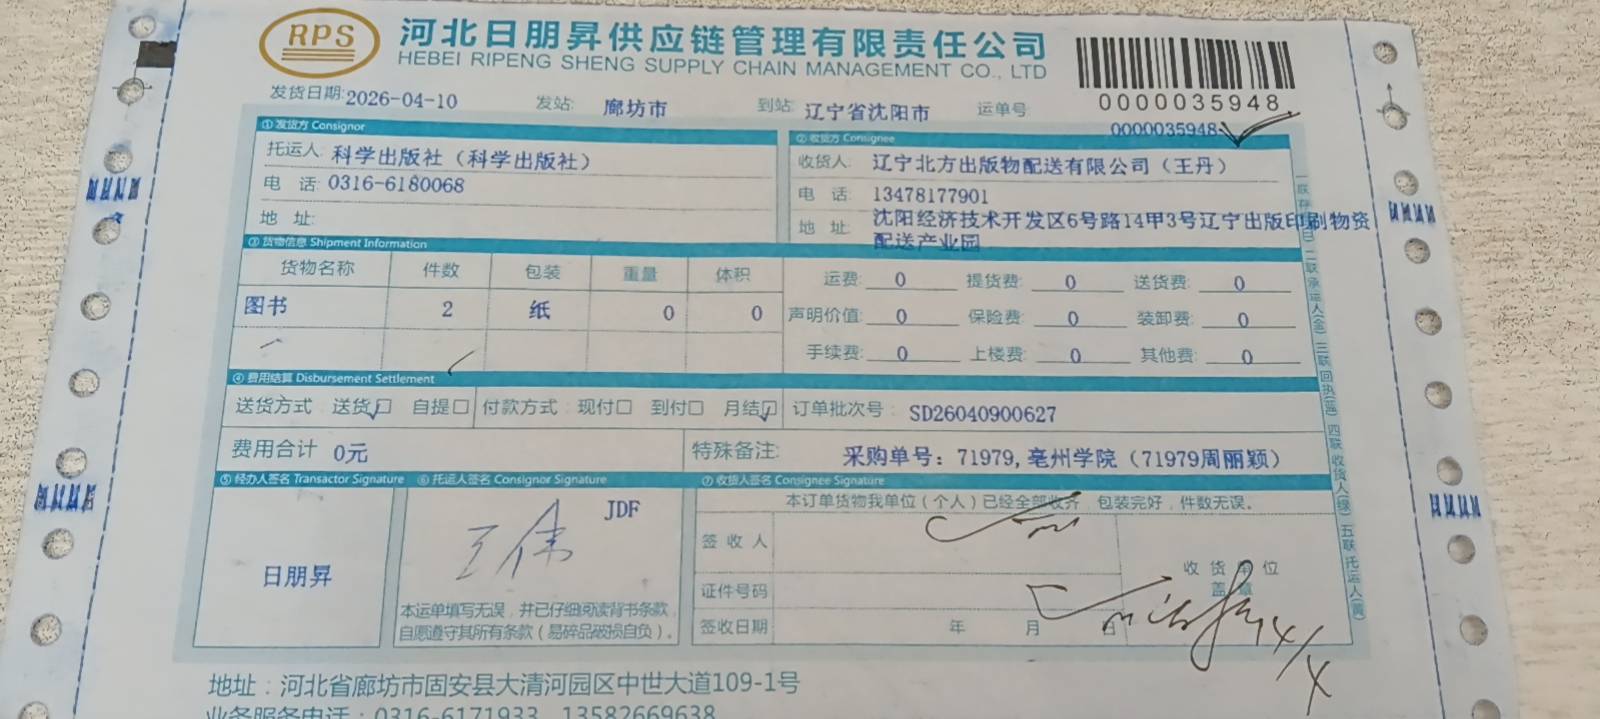 RPS
河北日朋昇供应链管理有限责任公司
HEBEI RIPENG SHENG SUPPLY CHAIN MANAGEMENT CO., LTD
0000035948
发货日期:2026-04-10 发站: 廊坊市 到站: 辽宁省沈阳市 运单号 0000035948
①发货方 Consignor ②收货方 Consignee
托运人: 科学出版社（科学出版社） 收货人: 辽宁北方出版物配送有限公司（王丹）
电 话: 0316-6180068 电 话: 13478177901
地 址: 地 址: 沈阳经济技术开发区6号路14甲3号辽宁出版印刷物资
配送产业园
③货物信息 Shipment Information
货物名称 件数 包装 重量 体积 运费: 0 提货费: 0 送货费: 0
图书 2 纸 0 0 声明价值: 0 保险费: 0 装卸费: 0
手续费: 0 上楼费: 0 其他费: 0
④费用结算 Disbursement Settlement
送货方式 送货☑ 自提□ 付款方式: 现付□ 到付□ 月结☑ 订单批次号: SD26040900627
费用合计 0元 特殊备注: 采购单号: 71979,亳州学院（71979周丽颖）
⑤经办人签名 Transactor Signature ⑥托运人签名 Consignor Signature ⑦收货人签名 Consignee Signature
本订单货物我单位（个人）已经全部收齐，包装完好，件数无误。
日朋昇
王伟 JDF
签收人
证件号码
签收日期 年 月 日
收货单位
盖章
14/4
本运单填写无误，并已仔细阅读背书条款，
自愿遵守其所有条款（易碎品破损自负）。
地址：河北省廊坊市固安县大清河园区中世大道109-1号
业务服务电话：0316-6171933 13582669638